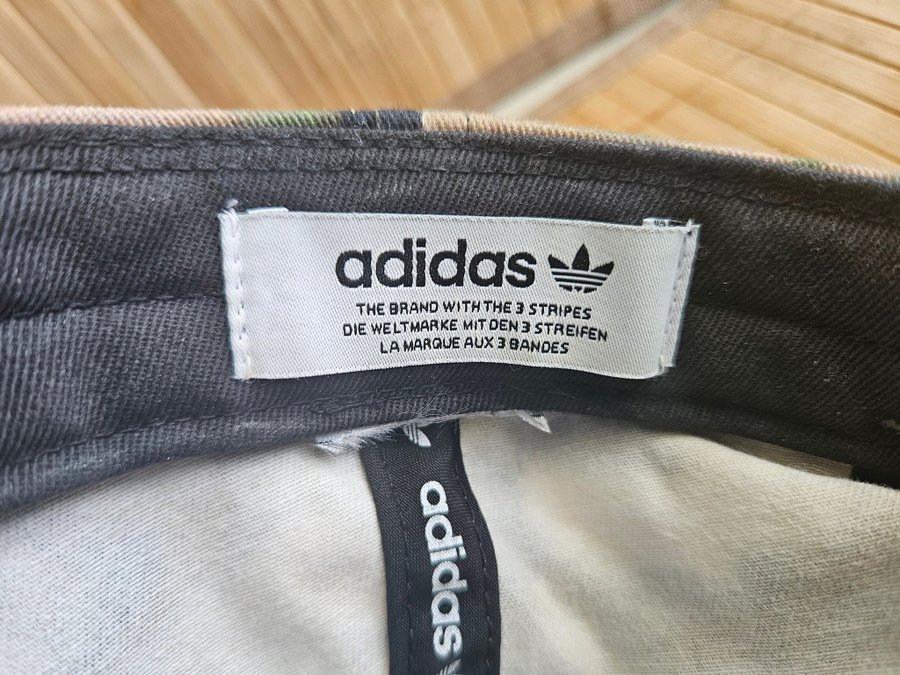 adidas
THE BRAND WITH THE 3 STRIPES
DIE WELTMARKE MIT DEN 3 STREIFEN
LA MARQUE AUX 3 BANDES
adidas